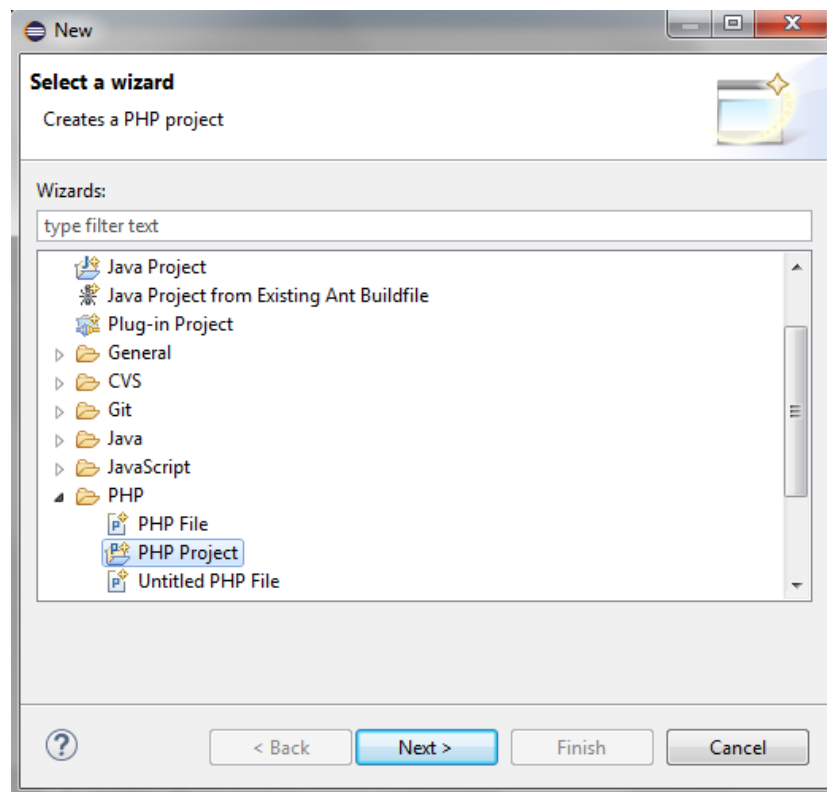 New
Select a wizard
Creates a PHP project
Wizards:
type filter text
Java Project
Java Project from Existing Ant Buildfile
Plug-in Project
General
CVS
Git
Java
JavaScript
PHP
PHP File
PHP Project
Untitled PHP File
< Back Next > Finish Cancel